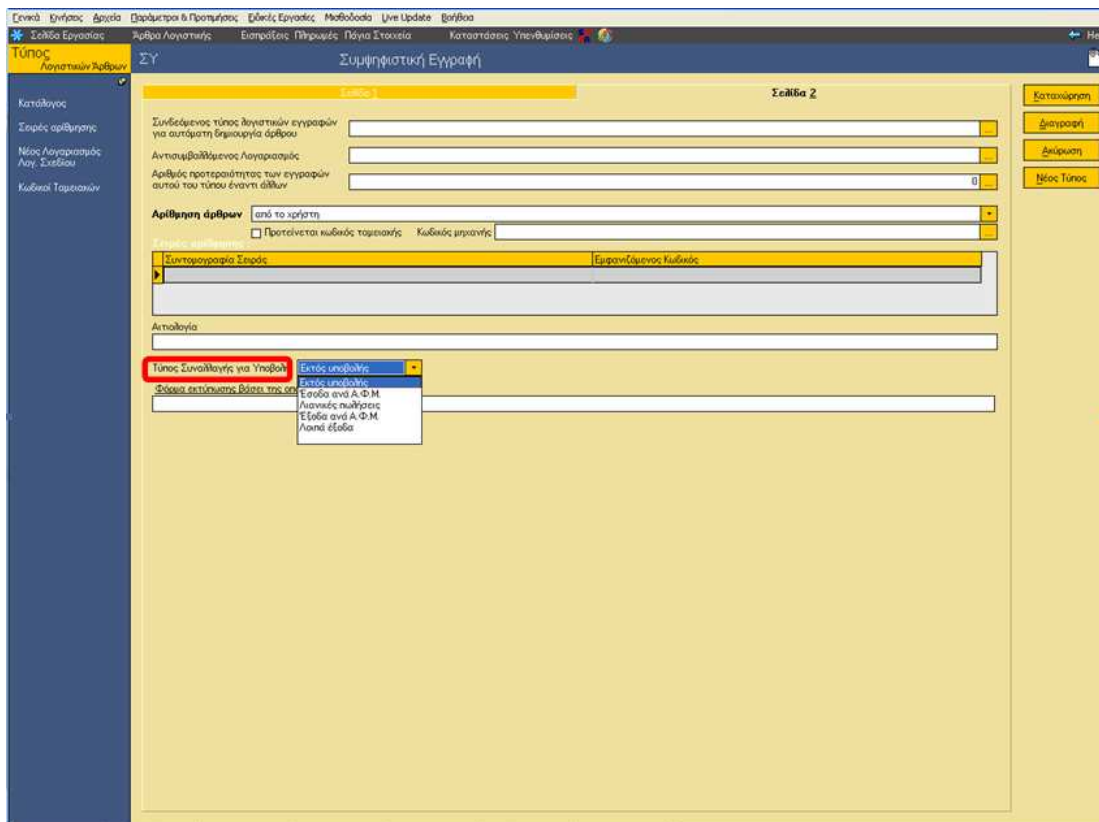 Γενικά Κινήσεις Αρχεία Παράμετροι & Προτιμήσεις Ειδικές Εργασίες Μισθοδοσία Live Update Βοήθεια
Σελίδα Εργασίας Άρθρα Λογιστικής Εισπράξεις Πληρωμές Πάγια Στοιχεία Καταστάσεις Υπενθυμίσεις He
Τύπος
Λογιστικών Άρθρων
ΣΥ Συμψηφιστική Εγγραφή
Σελίδα 1 Σελίδα 2
Κατάλογος
Σειρές αρίθμησης
Νέος Λογαριασμός
Λογ. Σχεδίου
Κωδικοί Ταμειακών
Συνδεόμενος τύπος λογιστικών εγγραφών
για αυτόματη δημιουργία άρθρου
...
Αντισυμβαλλόμενος Λογαριασμός
...
Αριθμός προτεραιότητας των εγγραφών
αυτού του τύπου έναντι άλλων
0 ...
Αρίθμηση άρθρων από το χρήστη
Προτείνεται κωδικός ταμειακής Κωδικός μηχανής ...
Σειρές αρίθμησης
Συντομογραφία Σειράς Εμφανιζόμενος Κωδικός
Αιτιολογία
Τύπος Συναλλαγής για Υποβολή Εκτός υποβολής
Εκτός υποβολής
Έσοδα ανά Α.Φ.Μ.
Λιανικές πωλήσεις
Έξοδα ανά Α.Φ.Μ.
Λοιπά έξοδα
Φόρμα εκτύπωσης βάσει της οπ
Καταχώρηση
Διαγραφή
Ακύρωση
Νέος Τύπος